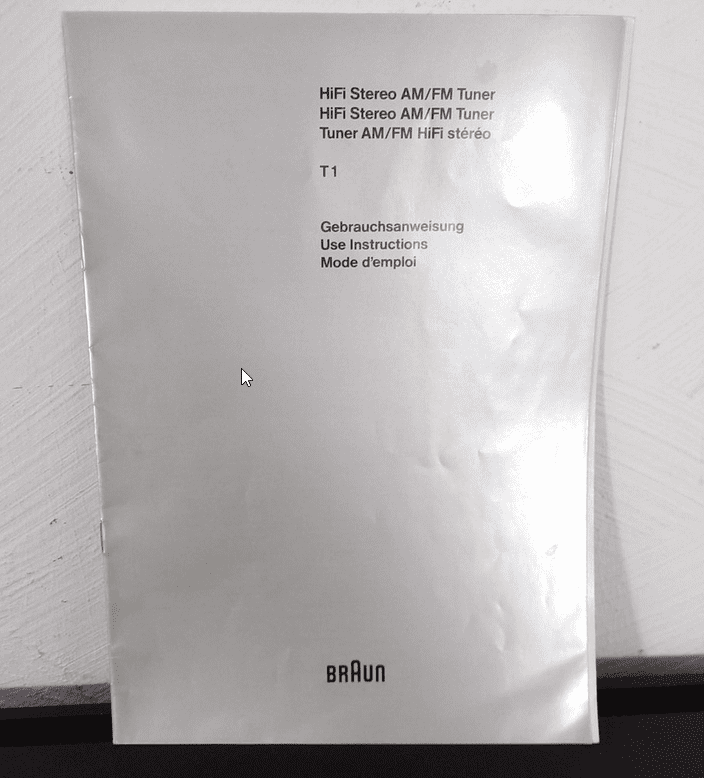 HiFi Stereo AM/FM Tuner
HiFi Stereo AM/FM Tuner
Tuner AM/FM HiFi stéréo
T1
Gebrauchsanweisung
Use Instructions
Mode d'emploi
BRAUN